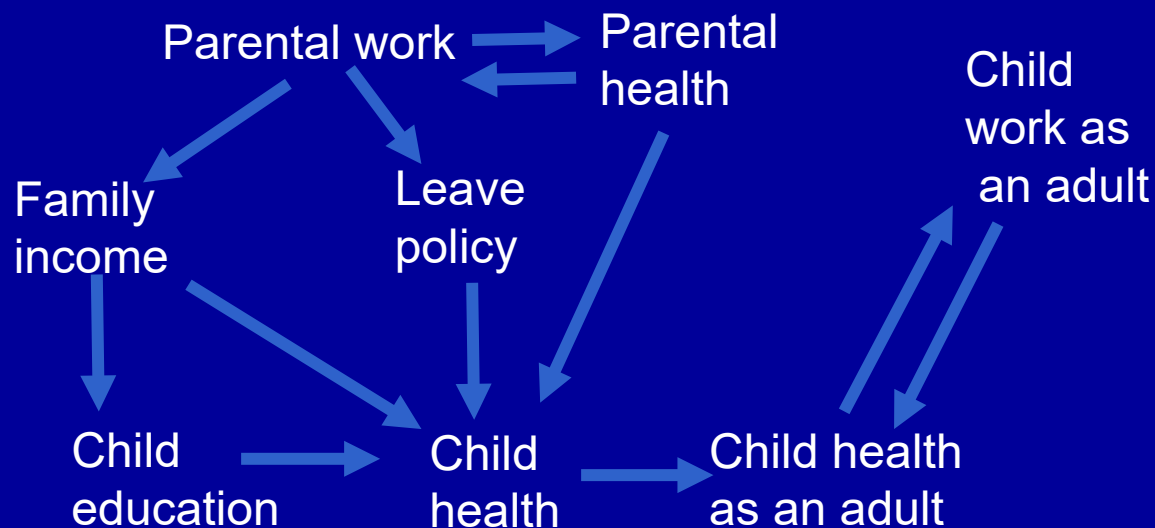 Parental work
Parental
health
Child
work as
an adult
Family
income
Leave
policy
Child
education
Child
health
Child health
as an adult